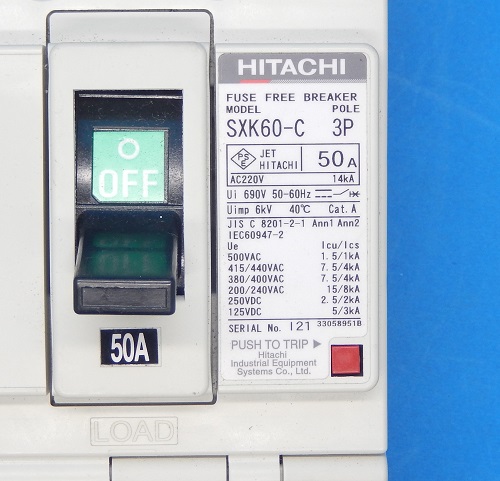 HITACHI
FUSE FREE BREAKER
MODEL POLE
SXK60-C 3P
PS E JET HITACHI 50A
AC220V 14kA
Ui 690V 50-60Hz
Uimp 6kV 40℃ Cat. A
JIS C 8201-2-1 Ann1 Ann2
IEC60947-2
Ue Icu/Ics
500VAC 1.5/1kA
415/440VAC 7.5/4kA
380/400VAC 7.5/4kA
200/240VAC 15/8kA
250VDC 2.5/2kA
125VDC 5/3kA
SERIAL No. I21 33058951B
PUSH TO TRIP ▶
Hitachi
Industrial Equipment
Systems Co., Ltd.
OFF
50A
LOAD